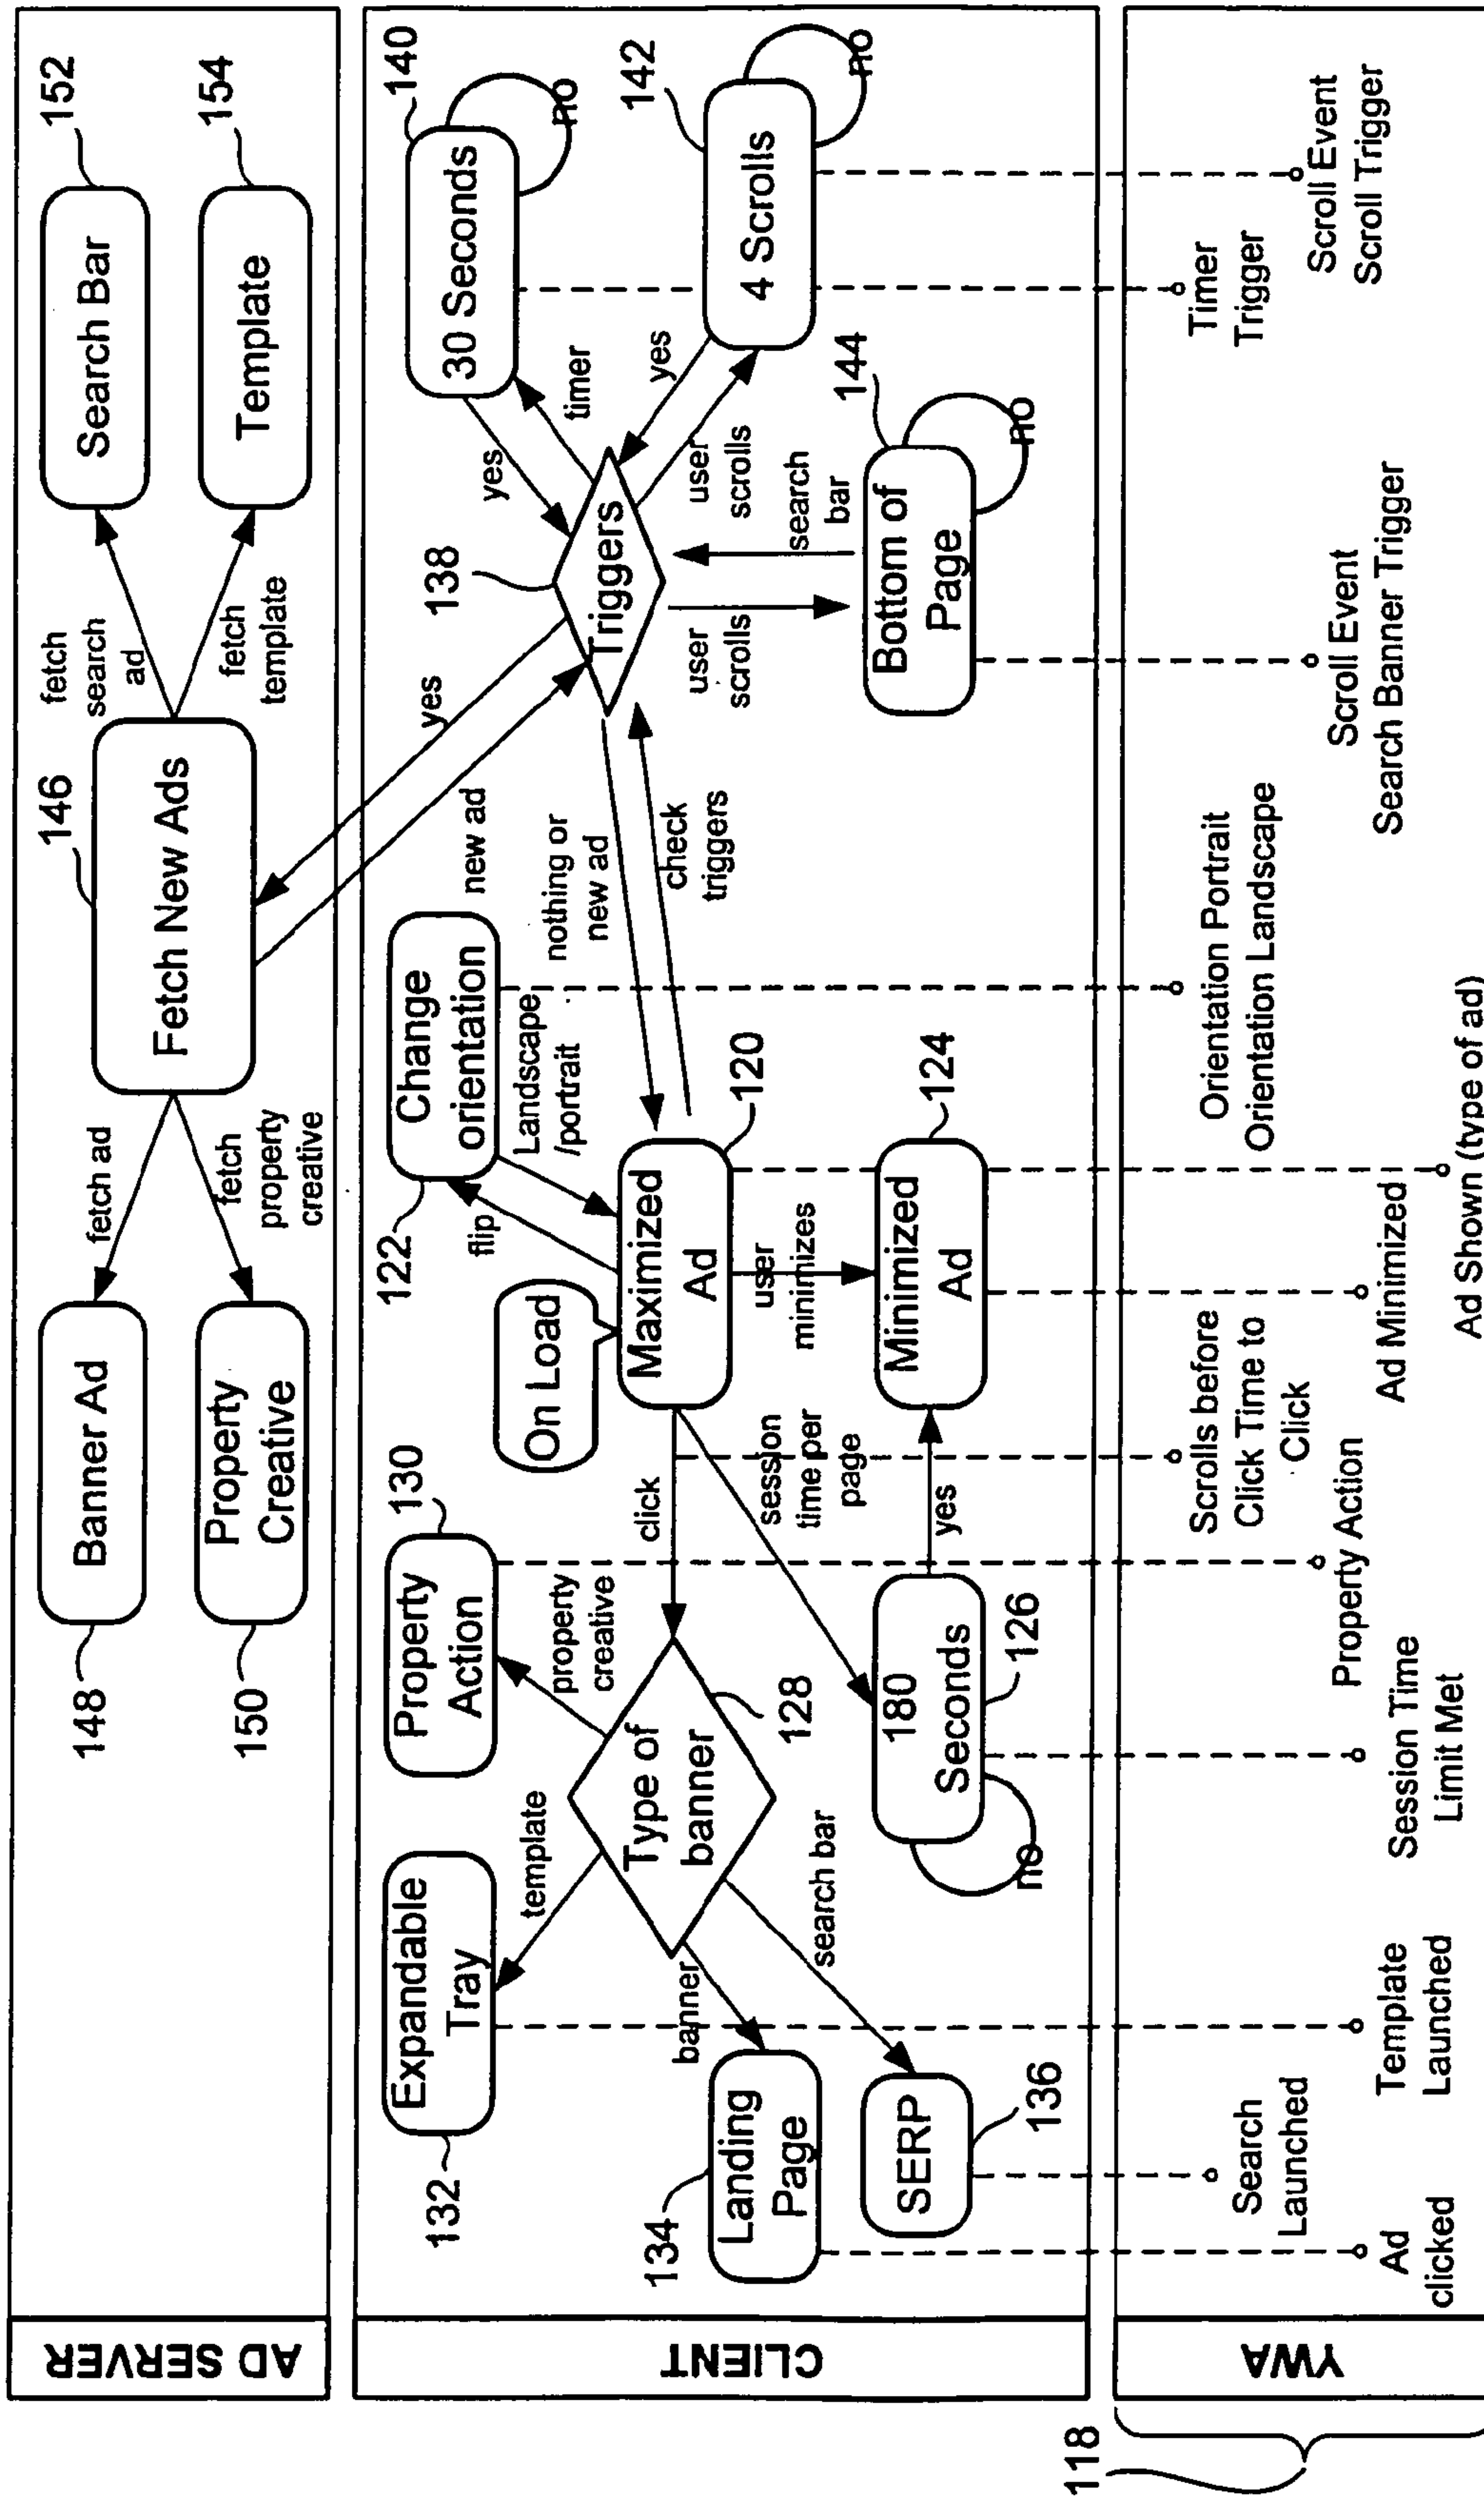 AD SERVER
148
Banner Ad
150
Property
Creative
fetch ad
fetch
property
creative
146
Fetch New Ads
fetch
search
ad
fetch
template
152
Search Bar
154
Template
CLIENT
132
Expandable
Tray
template
130
Property
Action
property
creative
Type of
banner
128
banner
search bar
134
Landing
Page
SERP
136
180
Seconds
126
no
yes
click
session
time per
page
On Load
122
Change
orientation
flip
Landscape
/portrait
Maximized
Ad
120
user
minimizes
Minimized
Ad
124
new ad
yes
nothing or
new ad
check
triggers
138
Triggers
yes
timer
140
30 Seconds
no
yes
user
scrolls
142
4 Scrolls
no
user
scrolls
search
bar
144
Bottom of
Page
no
118
YWA
Ad
clicked
Search
Launched
Template
Launched
Session Time
Limit Met
Property Action
Scrolls before
Click Time to
Click
Ad Minimized
Ad Shown (type of ad)
Orientation Portrait
Orientation Landscape
Scroll Event
Search Banner Trigger
Timer
Trigger
Scroll Event
Scroll Trigger